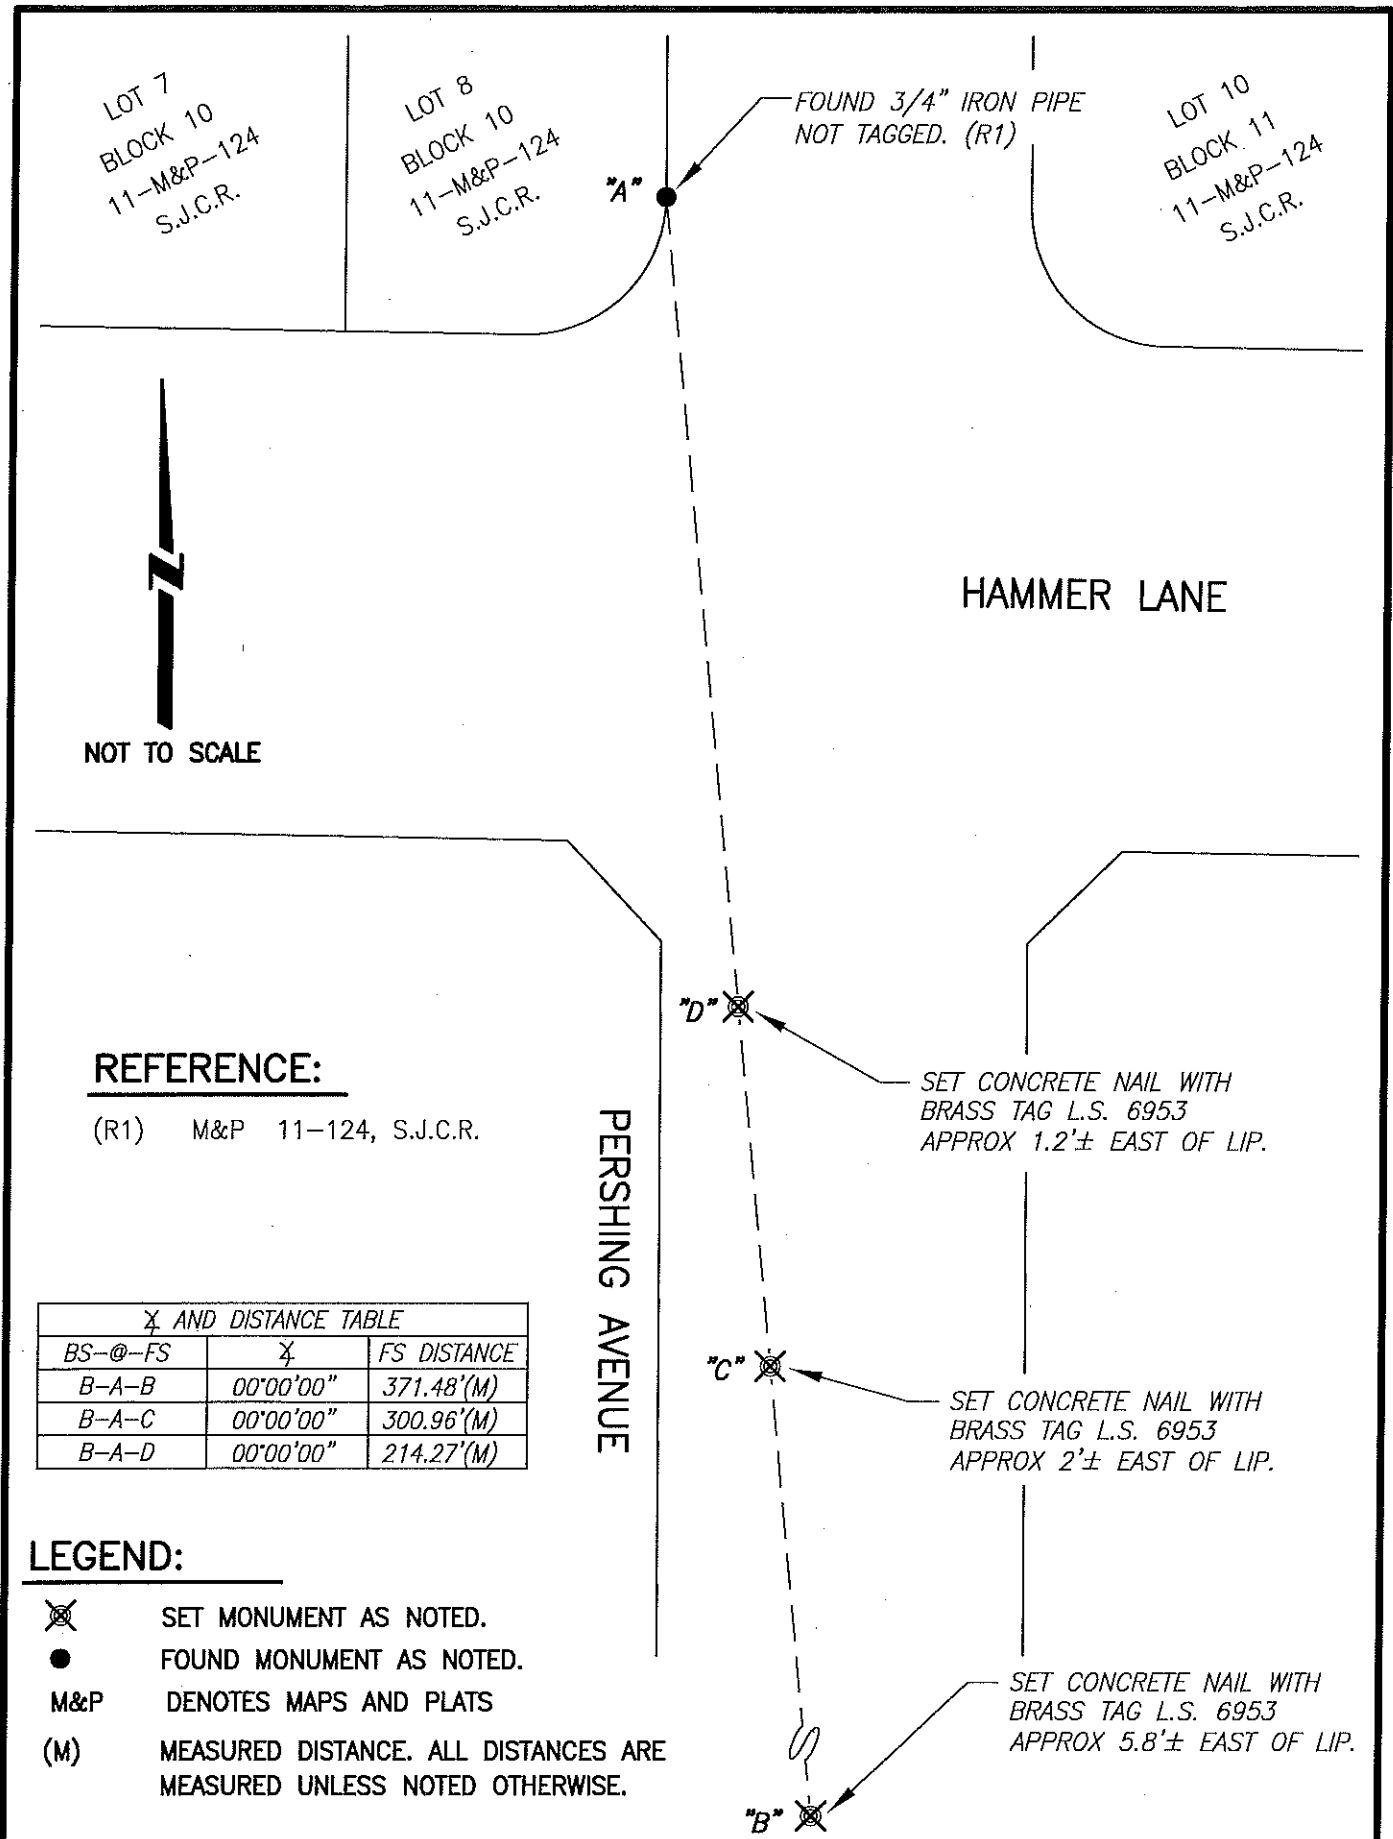 LOT 7
BLOCK 10
11-M&P-124
S.J.C.R.
LOT 8
BLOCK 10
11-M&P-124
S.J.C.R.
FOUND 3/4" IRON PIPE
NOT TAGGED. (R1)
LOT 10
BLOCK 11
11-M&P-124
S.J.C.R.
"A"
HAMMER LANE
NOT TO SCALE
"D"
SET CONCRETE NAIL WITH
BRASS TAG L.S. 6953
APPROX 1.2'± EAST OF LIP.
REFERENCE:
(R1) M&P 11-124, S.J.C.R.
PERSHING AVENUE
∡ AND DISTANCE TABLE
BS-@-FS ∡ FS DISTANCE
B-A-B 00°00'00" 371.48'(M)
B-A-C 00°00'00" 300.96'(M)
B-A-D 00°00'00" 214.27'(M)
"C"
SET CONCRETE NAIL WITH
BRASS TAG L.S. 6953
APPROX 2'± EAST OF LIP.
LEGEND:
SET MONUMENT AS NOTED.
FOUND MONUMENT AS NOTED.
M&P DENOTES MAPS AND PLATS
(M) MEASURED DISTANCE. ALL DISTANCES ARE
MEASURED UNLESS NOTED OTHERWISE.
SET CONCRETE NAIL WITH
BRASS TAG L.S. 6953
APPROX 5.8'± EAST OF LIP.
"B"